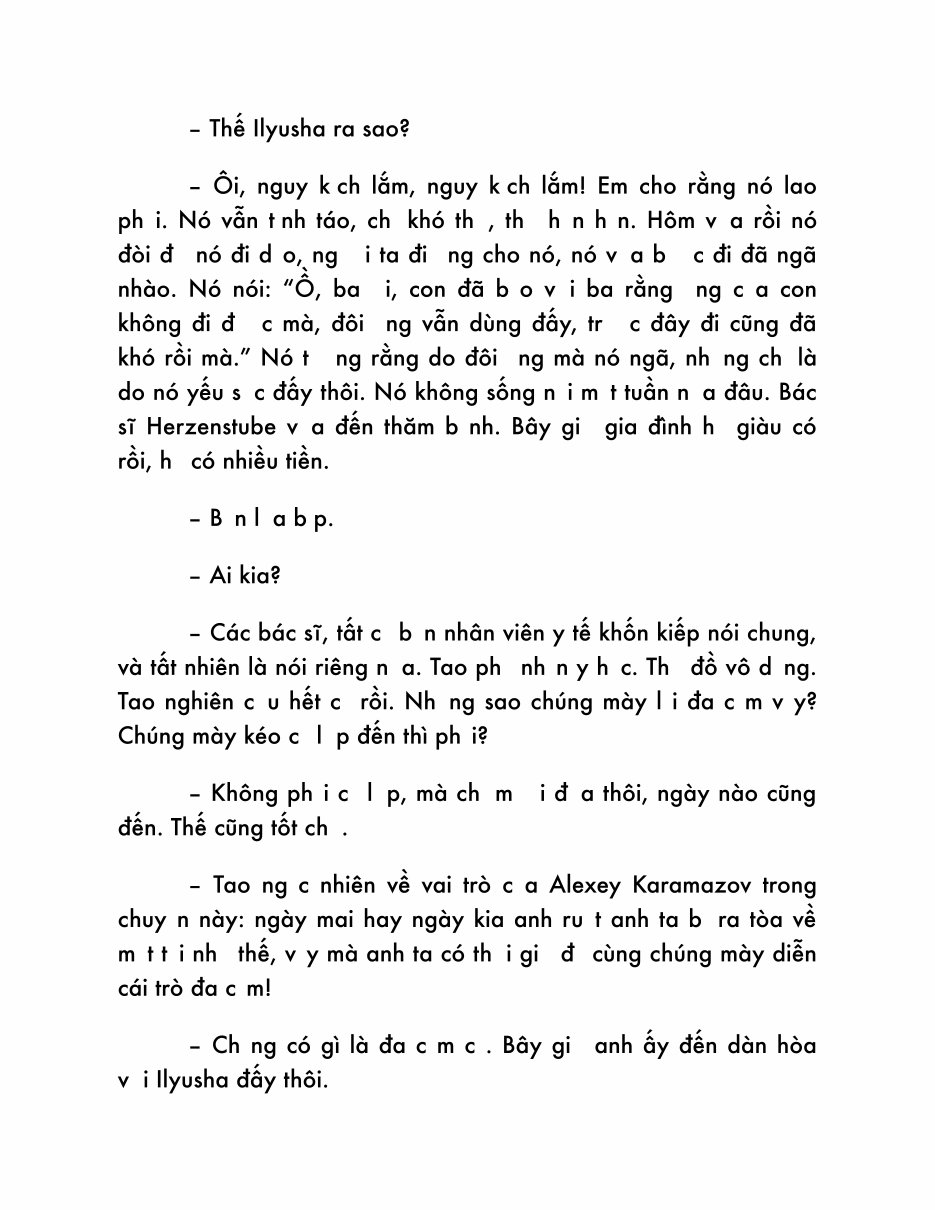 – Thế Ilyusha ra sao?
– Ôi, nguy k ch lắm, nguy k ch lắm! Em cho rằng nó lao
ph i. Nó vẫn t nh táo, ch khó th , th h n h n. Hôm v a rồi nó
đòi đ nó đi d o, ng i ta đi ng cho nó, nó v a b c đi đã ngã
nhào. Nó nói: “Ồ, ba i, con đã b o v i ba rằng ng c a con
không đi đ c mà, đôi ng vẫn dùng đấy, tr c đây đi cũng đã
khó rồi mà.” Nó t ng rằng do đôi ng mà nó ngã, nh ng ch là
do nó yếu s c đấy thôi. Nó không sống n i m t tuần n a đâu. Bác
sĩ Herzenstube v a đến thăm b nh. Bây gi gia đình h giàu có
rồi, h có nhiều tiền.
– B n l a b p.
– Ai kia?
– Các bác sĩ, tất c b n nhân viên y tế khốn kiếp nói chung,
và tất nhiên là nói riêng n a. Tao ph nh n y h c. Th đồ vô d ng.
Tao nghiên c u hết c rồi. Nh ng sao chúng mày l i đa c m v y?
Chúng mày kéo c l p đến thì ph i?
– Không ph i c l p, mà ch m i đ a thôi, ngày nào cũng
đến. Thế cũng tốt ch .
– Tao ng c nhiên về vai trò c a Alexey Karamazov trong
chuy n này: ngày mai hay ngày kia anh ru t anh ta b ra tòa về
m t t i nh thế, v y mà anh ta có th i gi đ cùng chúng mày diễn
cái trò đa c m!
– Ch ng có gì là đa c m c . Bây gi anh ấy đến dàn hòa
v i Ilyusha đấy thôi.